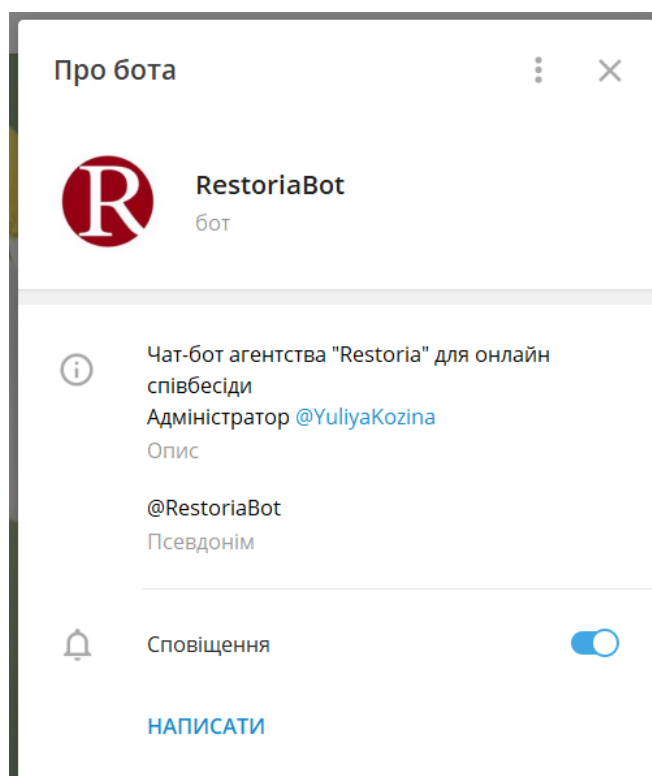 Про бота
R
RestoriaBot
бот
Чат-бот агентства "Restoria" для онлайн
співбесіди
Адміністратор @YuliyaKozina
Опис
@RestoriaBot
Псевдонім
Сповіщення
НАПИСАТИ